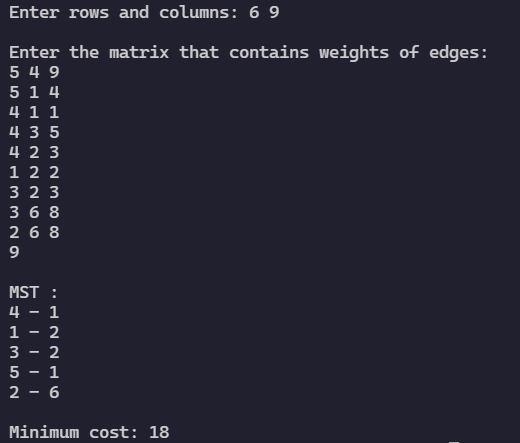 Enter rows and columns: 6 9
Enter the matrix that contains weights of edges:
5 4 9
5 1 4
4 1 1
4 3 5
4 2 3
1 2 2
3 2 3
3 6 8
2 6 8
9
MST :
4 - 1
1 - 2
3 - 2
5 - 1
2 - 6
Minimum cost: 18